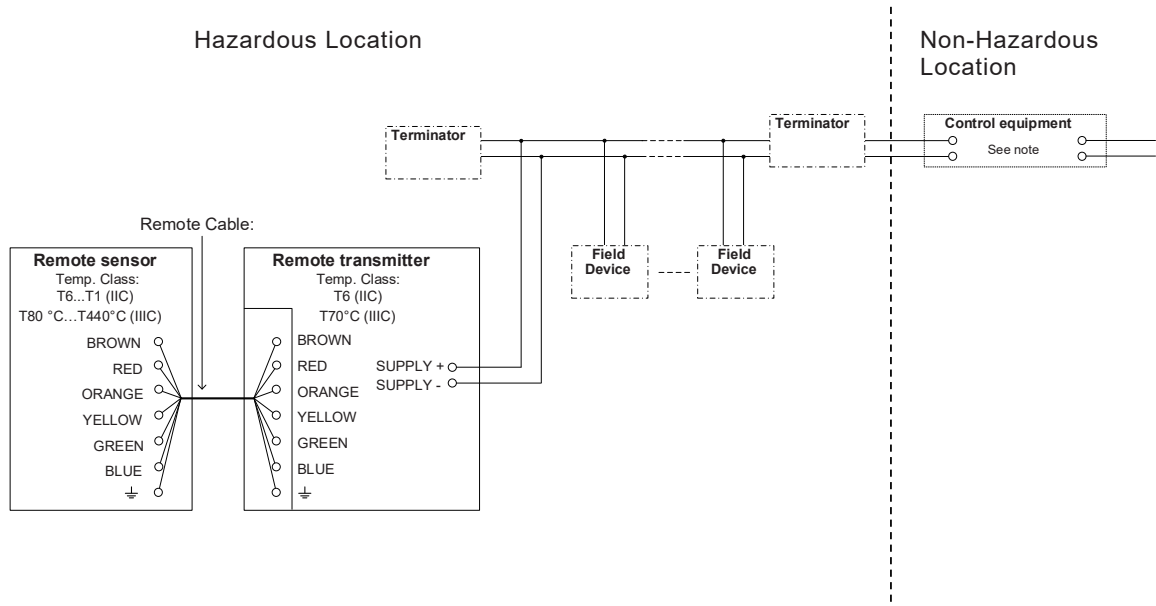 Hazardous Location
Non-Hazardous
Location
Terminator
Terminator
Control equipment
See note
Remote Cable:
Field
Device
Field
Device
Remote sensor
Temp. Class:
T6...T1 (IIC)
T80 °C…T440°C (IIIC)
BROWN
RED
ORANGE
YELLOW
GREEN
BLUE
Remote transmitter
Temp. Class:
T6 (IIC)
T70°C (IIIC)
BROWN
RED
ORANGE
YELLOW
GREEN
BLUE
SUPPLY +
SUPPLY -